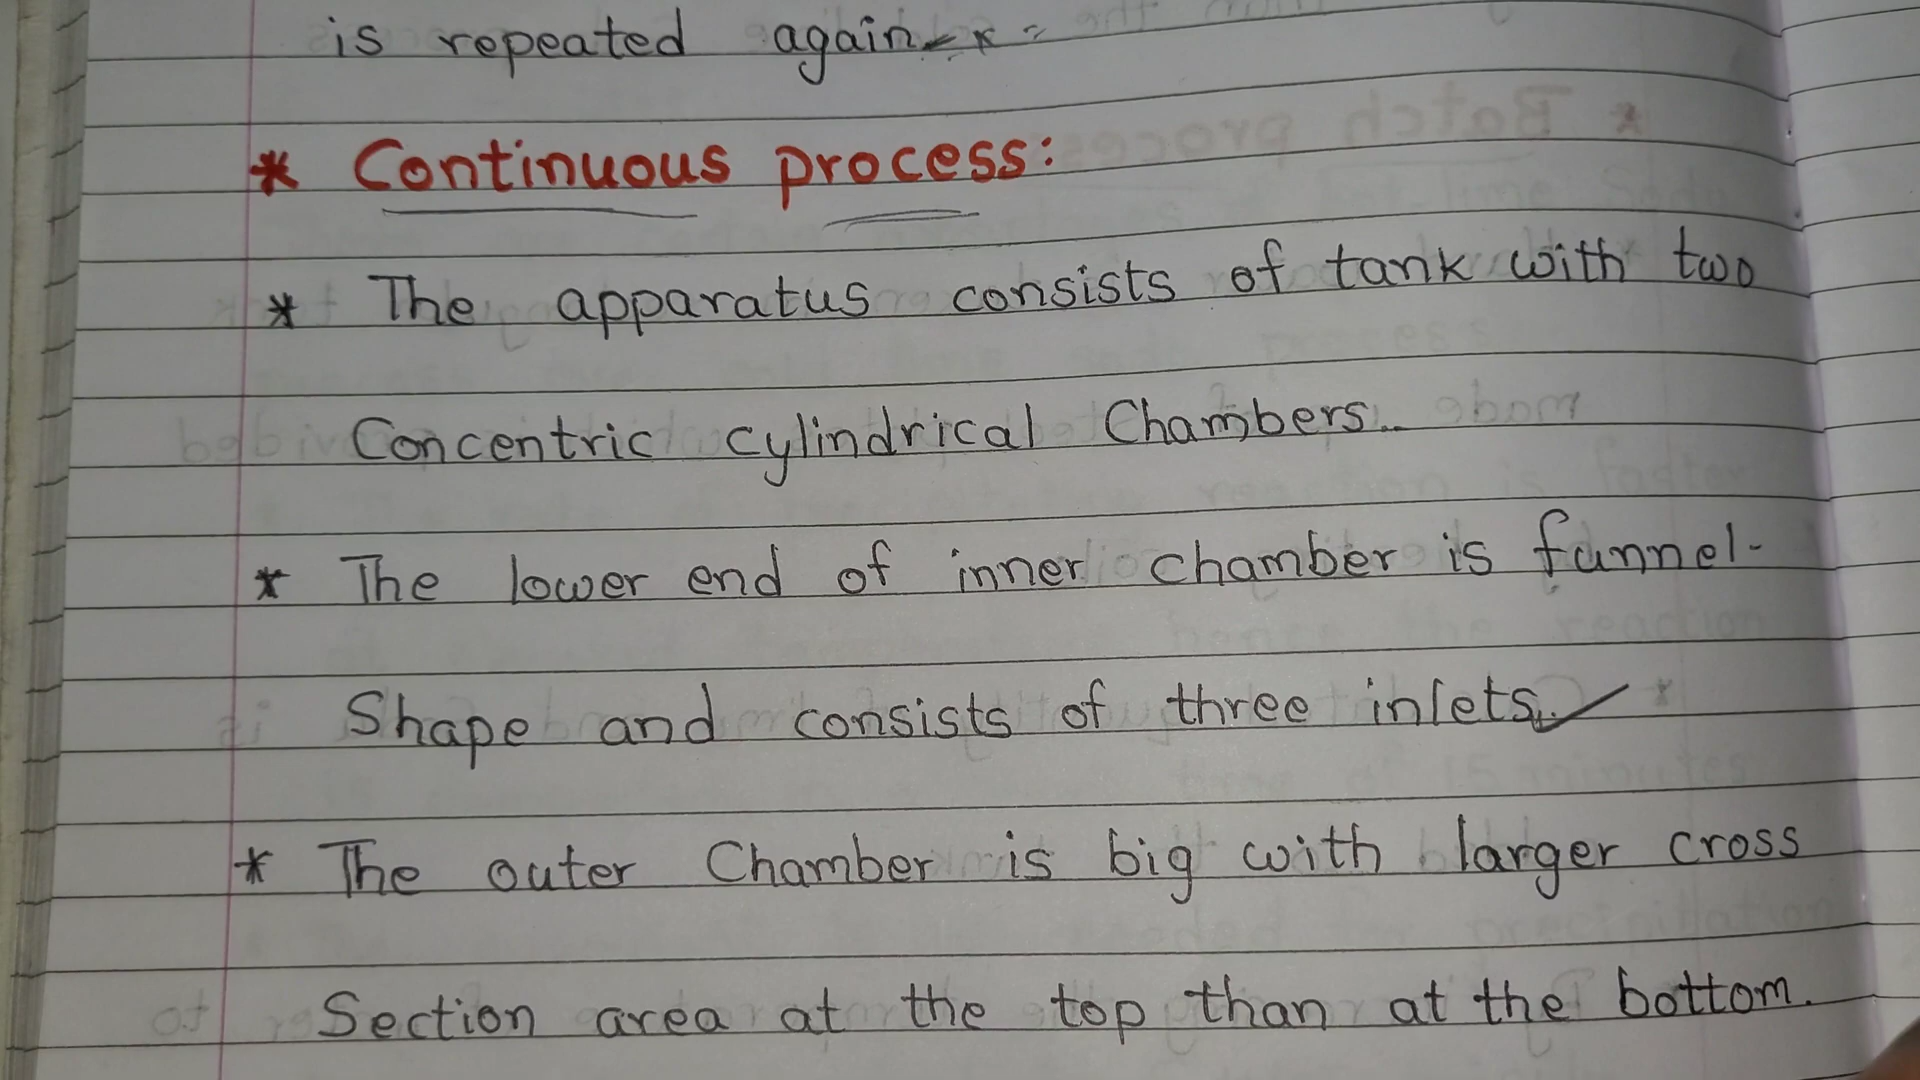 is repeated again
* Continuous process:
* The apparatus consists of tank with two
Concentric cylindrical Chambers.
* The lower end of inner chamber is funnel-
Shape and consists of three inlets.
* The outer Chamber is big with larger cross
Section area at the top than at the bottom.